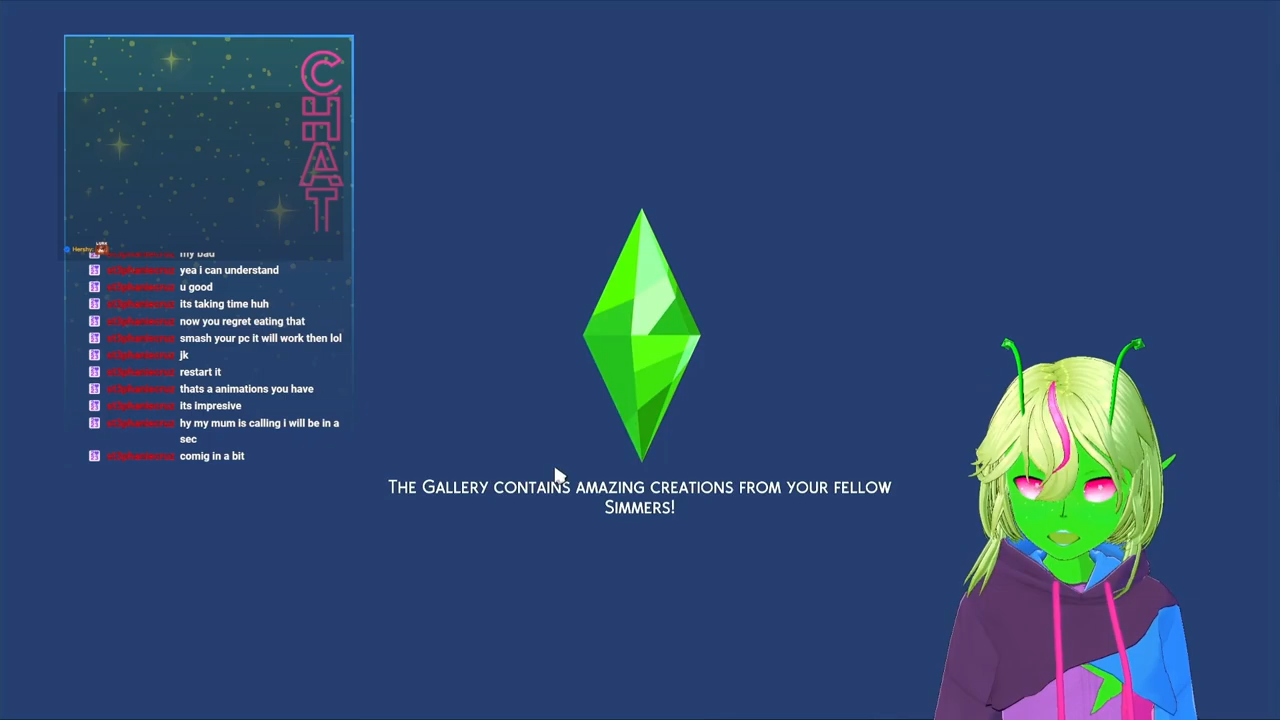 CHAT
Hershy:
my bad
yea i can understand
u good
its taking time huh
now you regret eating that
smash your pc it will work then lol
jk
restart it
thats a animations you have
its impresive
hy my mum is calling i will be in a
sec
comig in a bit
The Gallery contains amazing creations from your fellow
Simmers!